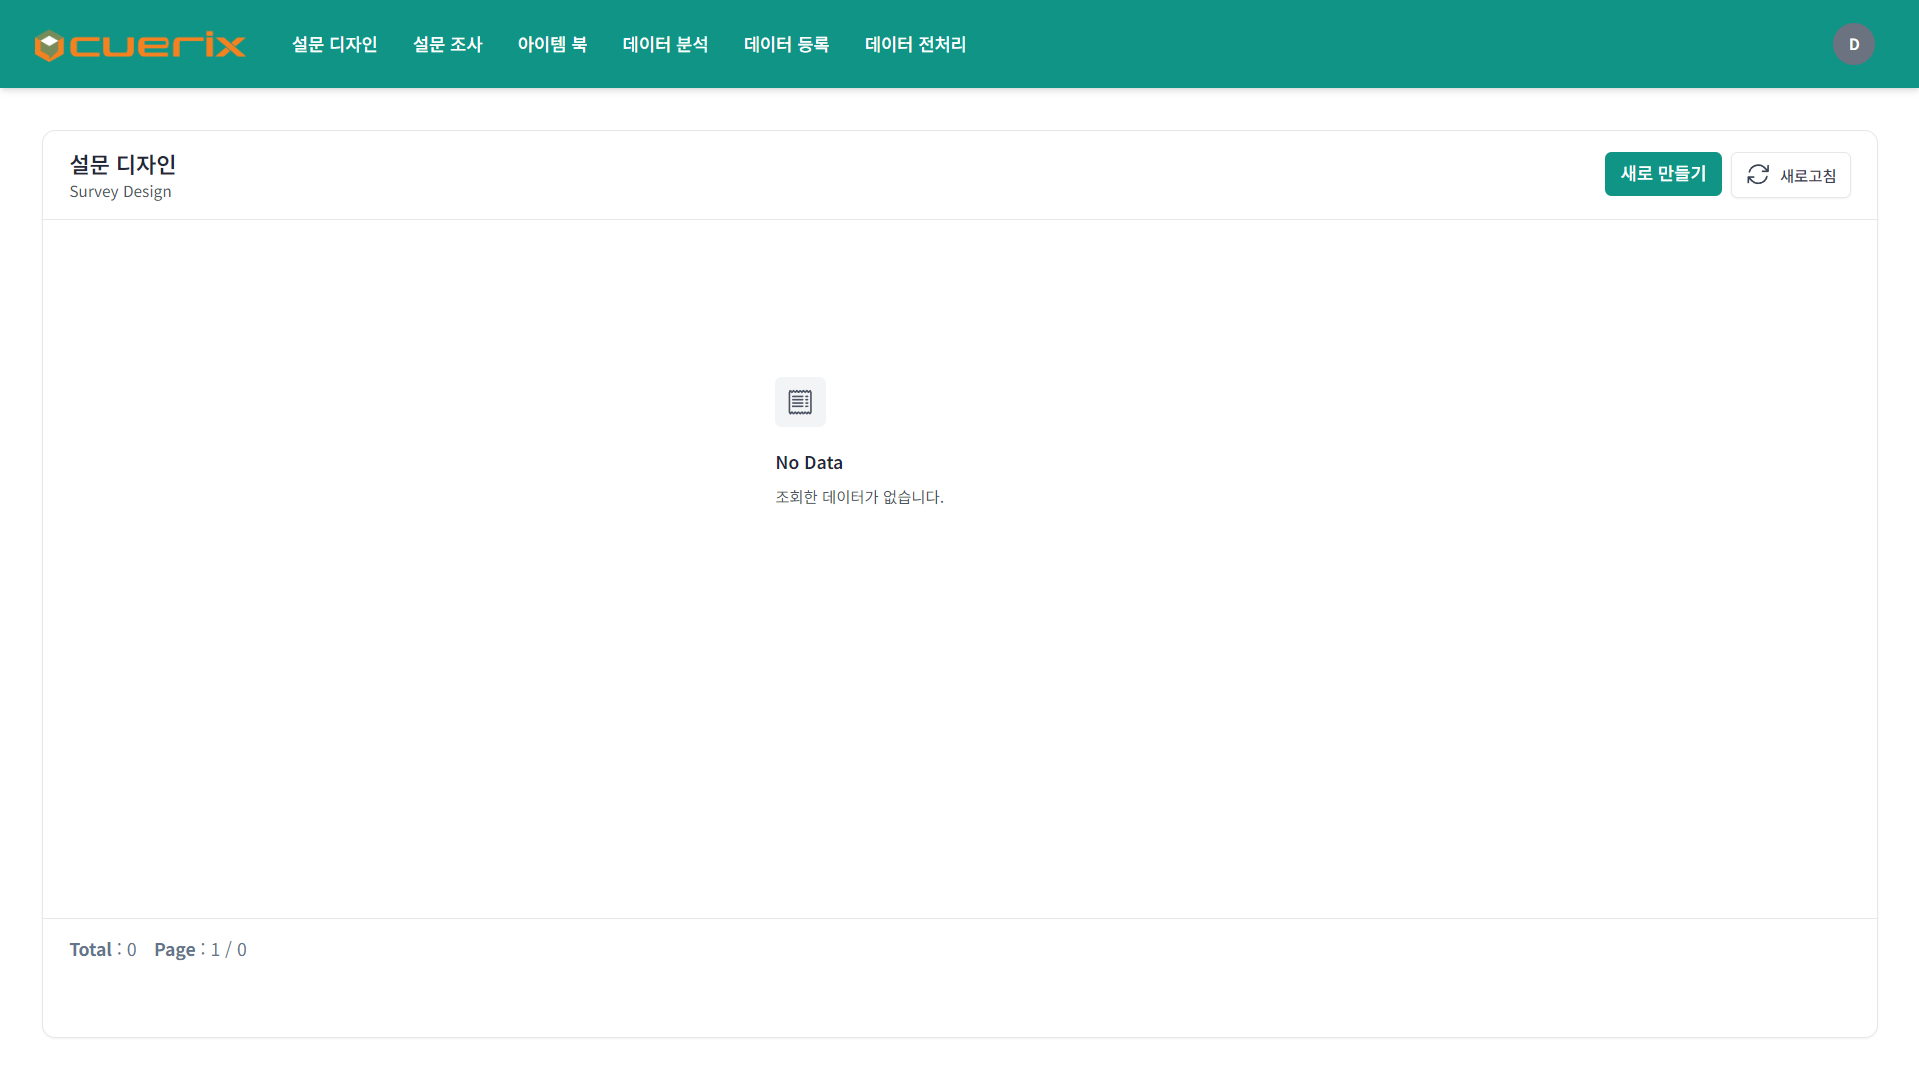 cuerix
설문 디자인
설문 조사
아이템 북
데이터 분석
데이터 등록
데이터 전처리
D
설문 디자인
Survey Design
새로 만들기
새로고침
No Data
조회한 데이터가 없습니다.
Total : 0 Page : 1 / 0